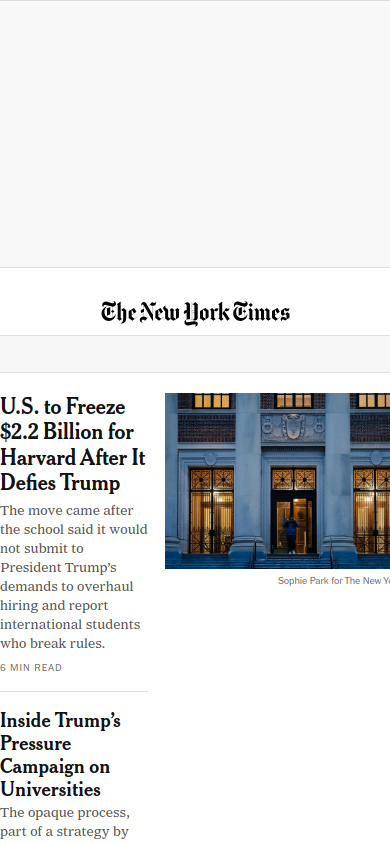 The New York Times
U.S. to Freeze
$2.2 Billion for
Harvard After It
Defies Trump
The move came after
the school said it would
not submit to
President Trump’s
demands to overhaul
hiring and report
international students
who break rules.
6 MIN READ
Sophie Park for The New
Inside Trump’s
Pressure
Campaign on
Universities
The opaque process,
part of a strategy by